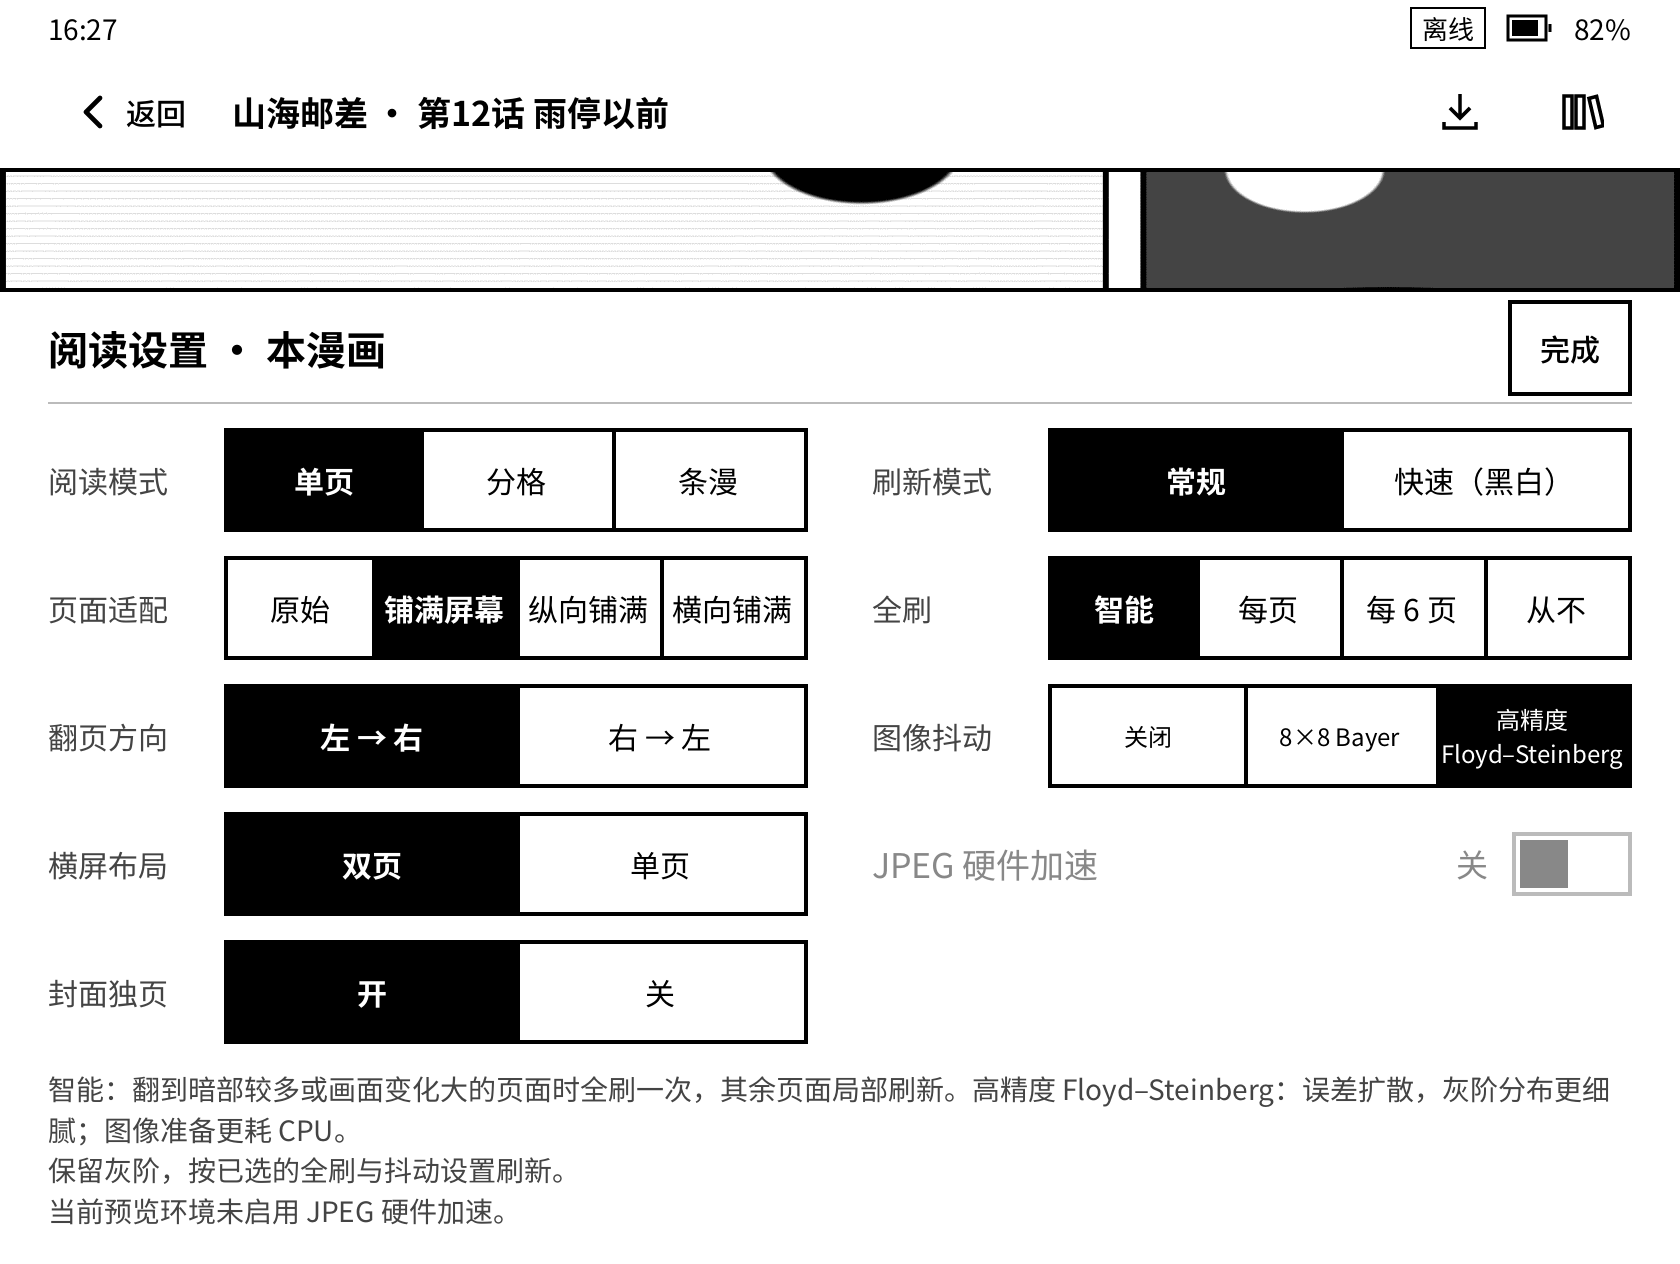 16:27 离线 82%
返回 山海邮差 · 第12话 雨停以前
阅读设置 · 本漫画 完成
阅读模式 单页 分格 条漫
刷新模式 常规 快速（黑白）
页面适配 原始 铺满屏幕 纵向铺满 横向铺满
全刷 智能 每页 每 6 页 从不
翻页方向 左 → 右 右 → 左
图像抖动 关闭 8×8 Bayer 高精度
Floyd–Steinberg
横屏布局 双页 单页
JPEG 硬件加速 关
封面独页 开 关
智能：翻到暗部较多或画面变化大的页面时全刷一次，其余页面局部刷新。高精度 Floyd–Steinberg：误差扩散，灰阶分布更细
腻；图像准备更耗 CPU。
保留灰阶，按已选的全刷与抖动设置刷新。
当前预览环境未启用 JPEG 硬件加速。